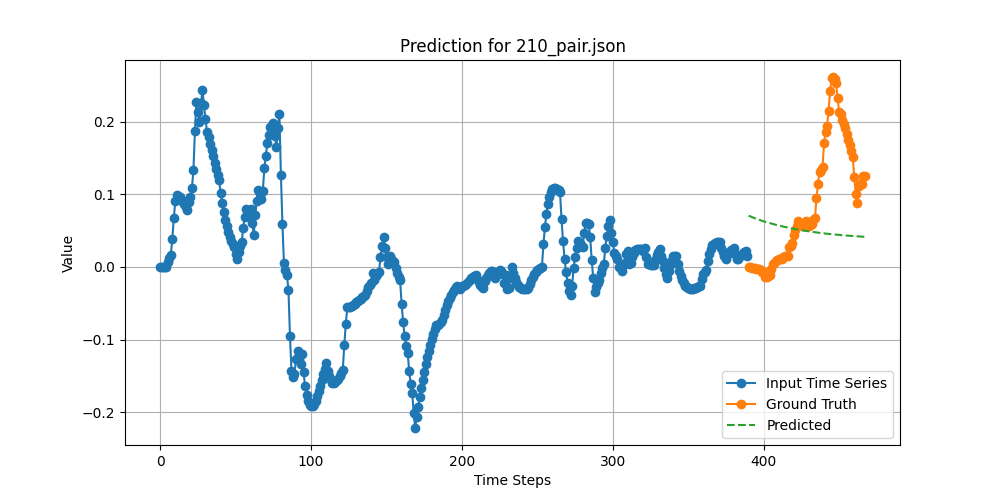 Prediction for 210_pair.json
Value
0.2
0.1
0.0
−0.1
−0.2
0
100
200
300
400
Time Steps
Input Time Series
Ground Truth
Predicted